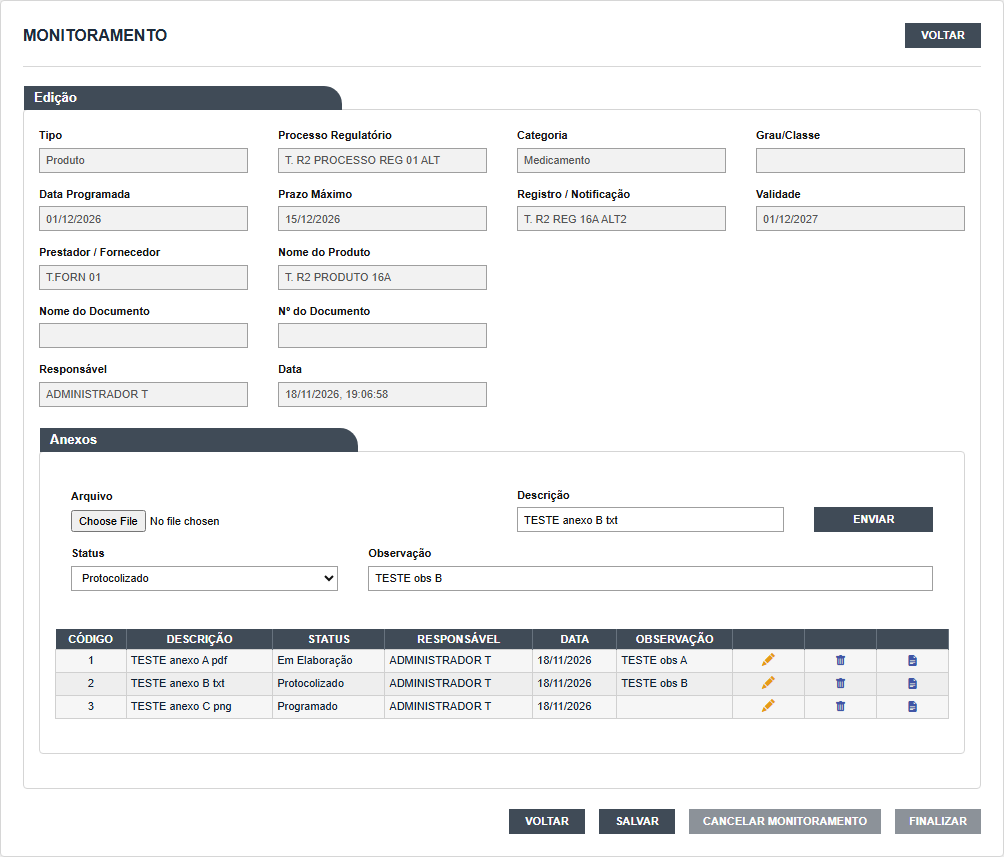 MONITORAMENTO
VOLTAR
Edição
Tipo Processo Regulatório Categoria Grau/Classe
Produto T. R2 PROCESSO REG 01 ALT Medicamento
Data Programada Prazo Máximo Registro / Notificação Validade
01/12/2026 15/12/2026 T. R2 REG 16A ALT2 01/12/2027
Prestador / Fornecedor Nome do Produto
T.FORN 01 T. R2 PRODUTO 16A
Nome do Documento Nº do Documento
Responsável Data
ADMINISTRADOR T 18/11/2026, 19:06:58
Anexos
Arquivo Descrição
Choose File No file chosen TESTE anexo B txt ENVIAR
Status Observação
Protocolizado TESTE obs B
CÓDIGO DESCRIÇÃO STATUS RESPONSÁVEL DATA OBSERVAÇÃO
1 TESTE anexo A pdf Em Elaboração ADMINISTRADOR T 18/11/2026 TESTE obs A
2 TESTE anexo B txt Protocolizado ADMINISTRADOR T 18/11/2026 TESTE obs B
3 TESTE anexo C png Programado ADMINISTRADOR T 18/11/2026
VOLTAR SALVAR CANCELAR MONITORAMENTO FINALIZAR